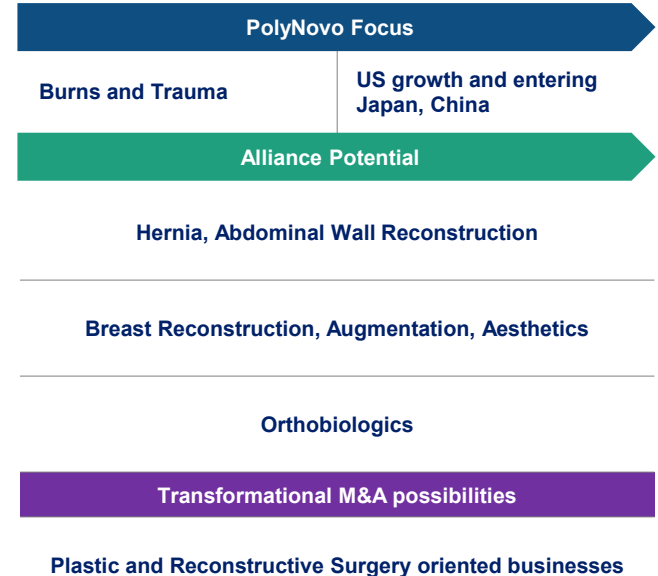 PolyNovo Focus
Burns and Trauma
US growth and entering
Japan, China
Alliance Potential
Hernia, Abdominal Wall Reconstruction
Breast Reconstruction, Augmentation, Aesthetics
Orthobiologics
Transformational M&A possibilities
Plastic and Reconstructive Surgery oriented businesses